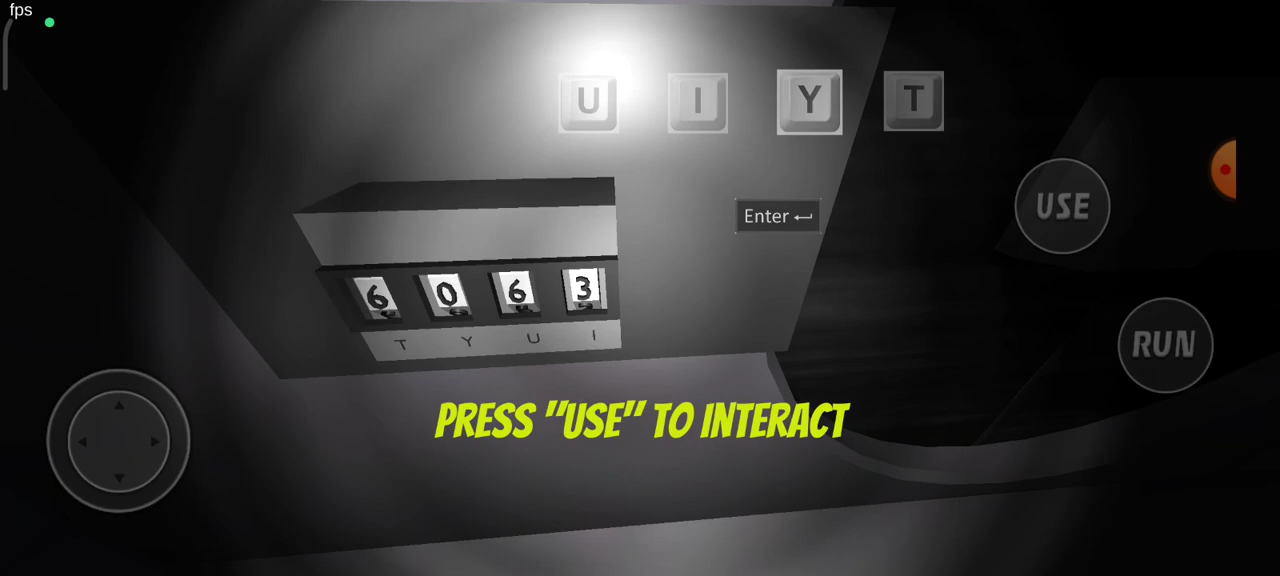 fps
U I Y T
USE
Enter ↵
6 0 6 3
T Y U I
RUN
PRESS "USE" TO INTERACT